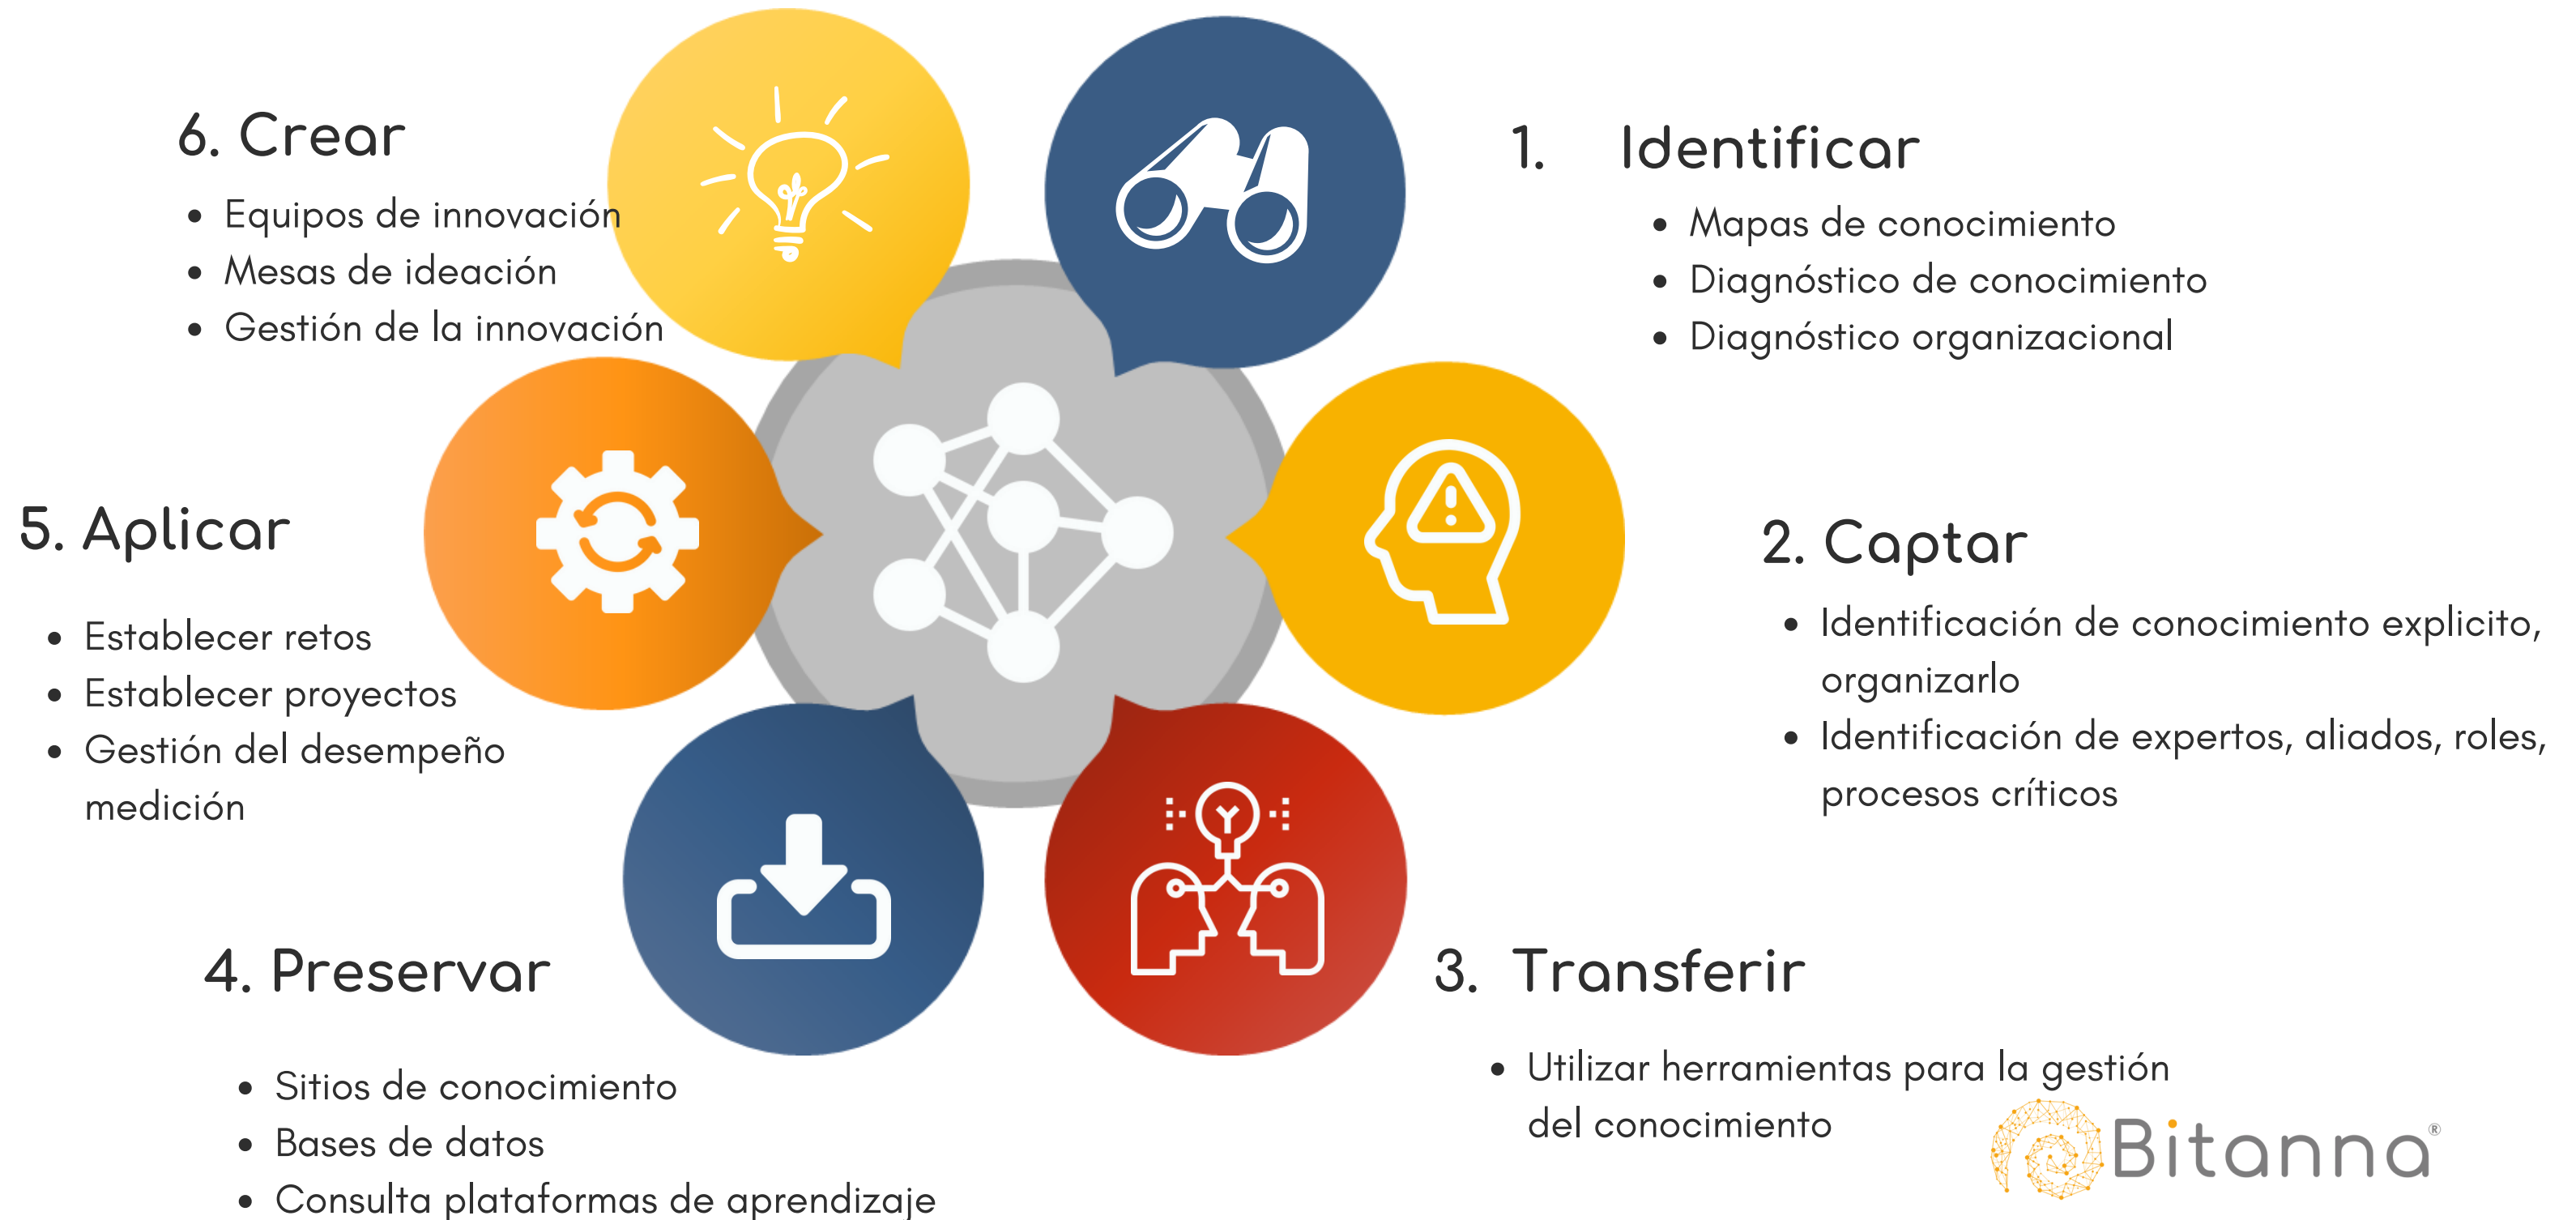 1. Identificar
• Mapas de conocimiento
• Diagnóstico de conocimiento
• Diagnóstico organizacional
2. Captar
• Identificación de conocimiento explicito,
organizarlo
• Identificación de expertos, aliados, roles,
procesos críticos
3. Transferir
• Utilizar herramientas para la gestión
del conocimiento
4. Preservar
• Sitios de conocimiento
• Bases de datos
• Consulta plataformas de aprendizaje
5. Aplicar
• Establecer retos
• Establecer proyectos
• Gestión del desempeño
medición
6. Crear
• Equipos de innovación
• Mesas de ideación
• Gestión de la innovación
Bitanna®